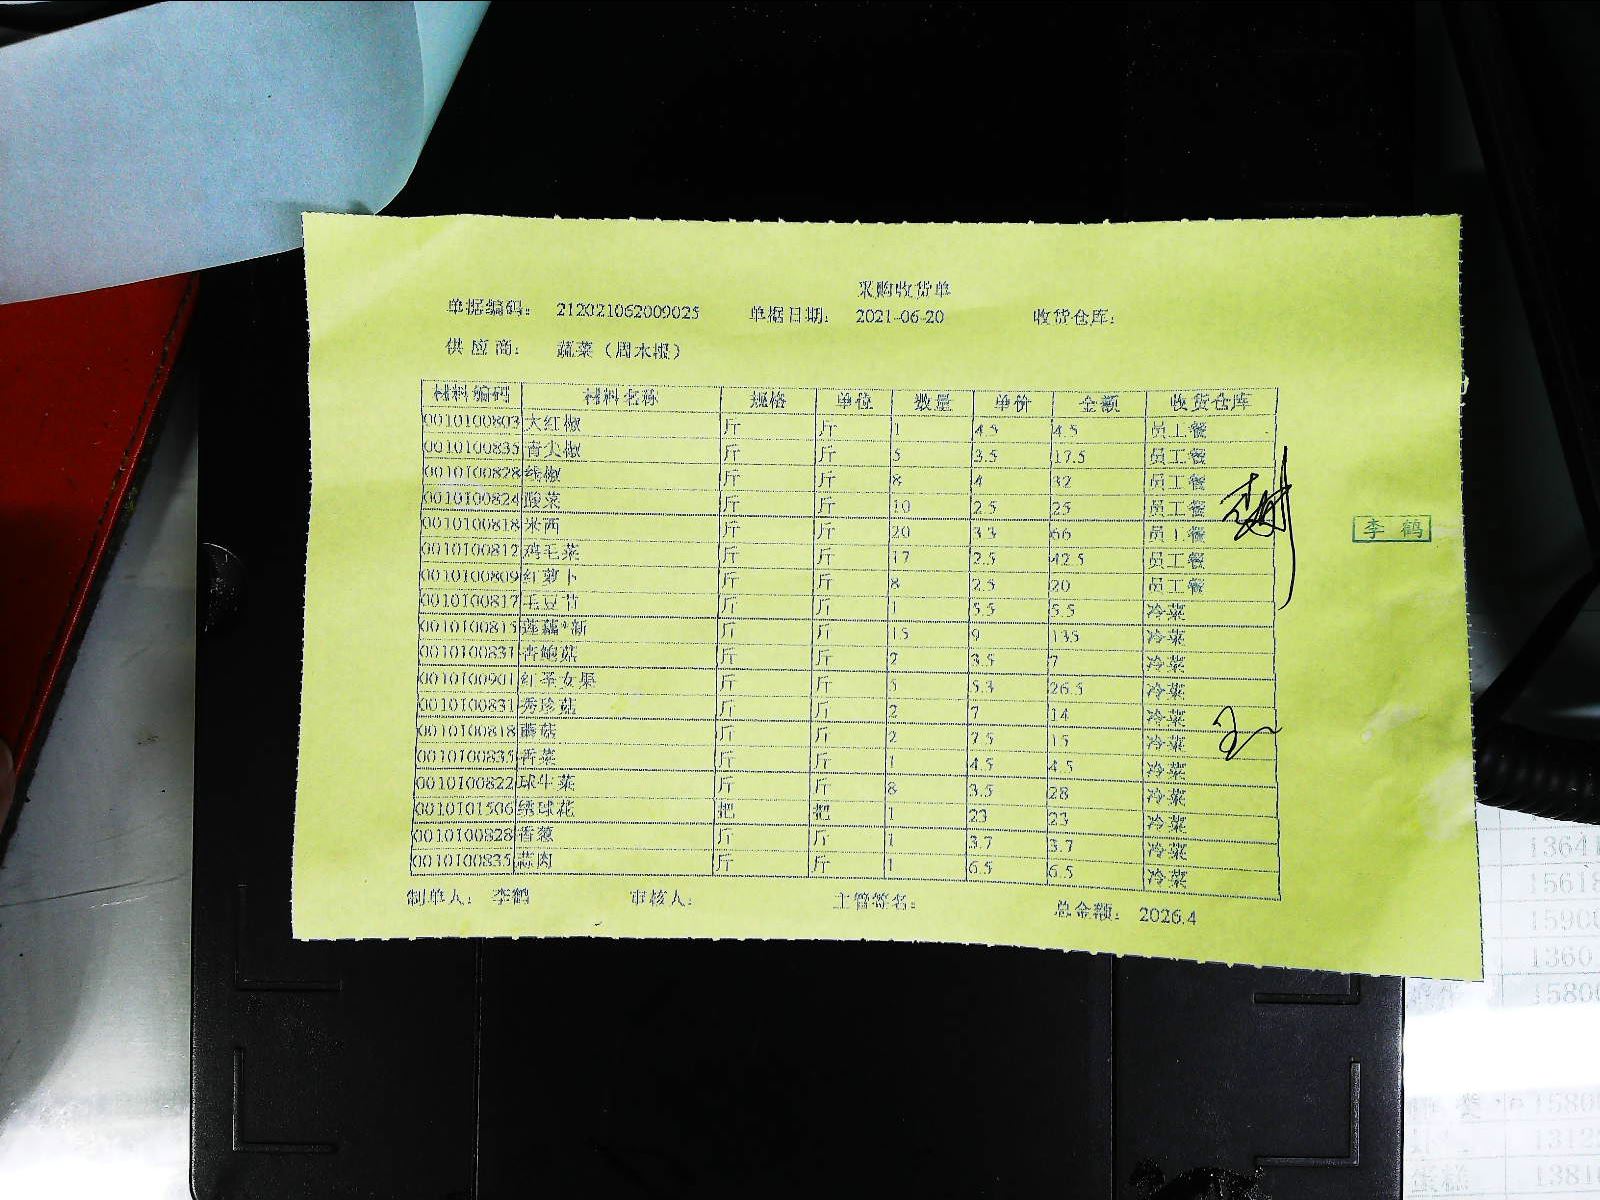 采购收货单
单据编码： 212021062009025 单据日期： 2021-06-20 收货仓库：
供 应 商： 蔬菜（周水根）
材料编码 材料名称 规格 单位 数量 单价 金额 收货仓库
0010100803 大红椒 斤 斤 1 4.5 4.5 员工餐
0010100835 青尖椒 斤 斤 5 3.5 17.5 员工餐
0010100828 线椒 斤 斤 8 4 32 员工餐
0010100824 酸菜 斤 斤 10 2.5 25 员工餐
0010100818 米西 斤 斤 20 3.3 66 员工餐
0010100812 鸡毛菜 斤 斤 17 2.5 42.5 员工餐
0010100809 红萝卜 斤 斤 8 2.5 20 员工餐
0010100817 毛豆节 斤 斤 1 5.5 5.5 冷菜
0010100815 莲藕*新 斤 斤 15 9 135 冷菜
0010100831 杏鲍菇 斤 斤 2 3.5 7 冷菜
0010100901 红圣女果 斤 斤 5 5.3 26.5 冷菜
0010100831 秀珍菇 斤 斤 2 7 14 冷菜
0010100818 蘑菇 斤 斤 2 7.5 15 冷菜
0010100835 香菜 斤 斤 1 4.5 4.5 冷菜
0010100822 球生菜 斤 斤 8 3.5 28 冷菜
0010101506 绣球花 把 把 1 23 23 冷菜
0010100828 香葱 斤 斤 1 3.7 3.7 冷菜
0010100835 蒜肉 斤 斤 1 6.5 6.5 冷菜
制单人： 李鹤 审核人： 主管签名： 总金额： 2026.4
李 鹤
13641
15618
15900
1360
15800
1580
1312
蛋糕 1381